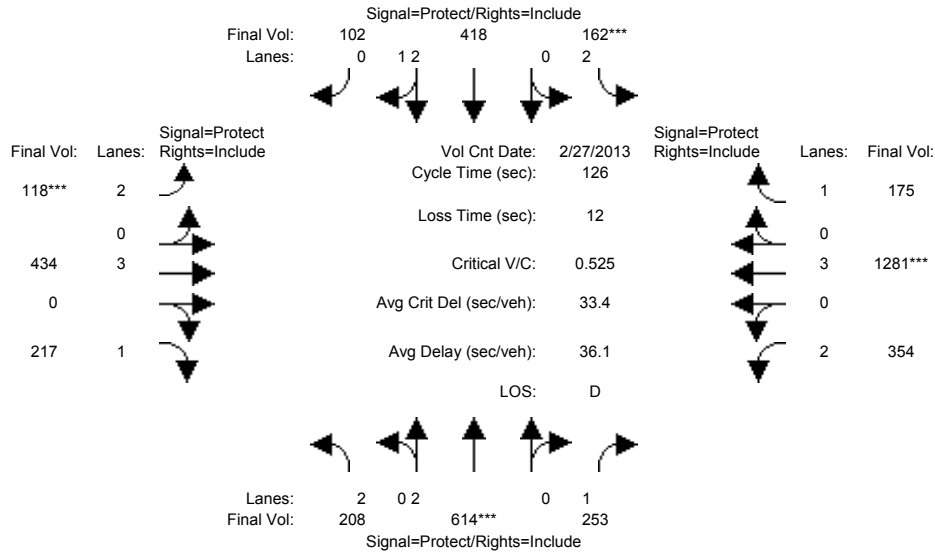 Signal=Protect/Rights=Include
Final Vol: 102 418 162***
Lanes: 0 1 2 0 2
Signal=Protect Signal=Protect
Final Vol: Lanes: Rights=Include Vol Cnt Date: 2/27/2013 Rights=Include Lanes: Final Vol:
Cycle Time (sec): 126
118*** 2 1 175
Loss Time (sec): 12
0 0
434 3 Critical V/C: 0.525 3 1281***
0 Avg Crit Del (sec/veh): 33.4 0
217 1 Avg Delay (sec/veh): 36.1 2 354
LOS: D
Lanes: 2 0 2 0 1
Final Vol: 208 614*** 253
Signal=Protect/Rights=Include